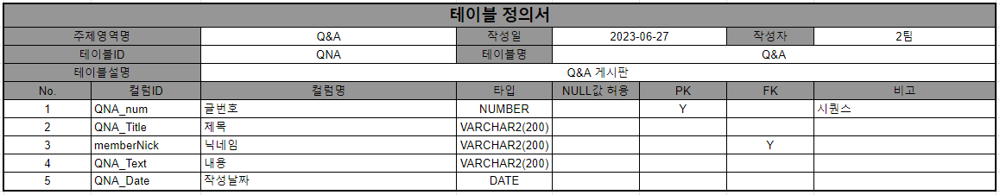 테이블 정의서
주제영역명 Q&A 작성일 2023-06-27 작성자 2팀
테이블ID QNA 테이블명 Q&A
테이블설명 Q&A 게시판
No. 컬럼ID 컬럼명 타입 NULL값 허용 PK FK 비고
1 QNA_num 글번호 NUMBER Y 시퀀스
2 QNA_Title 제목 VARCHAR2(200)
3 memberNick 닉네임 VARCHAR2(200) Y
4 QNA_Text 내용 VARCHAR2(200)
5 QNA_Date 작성날짜 DATE